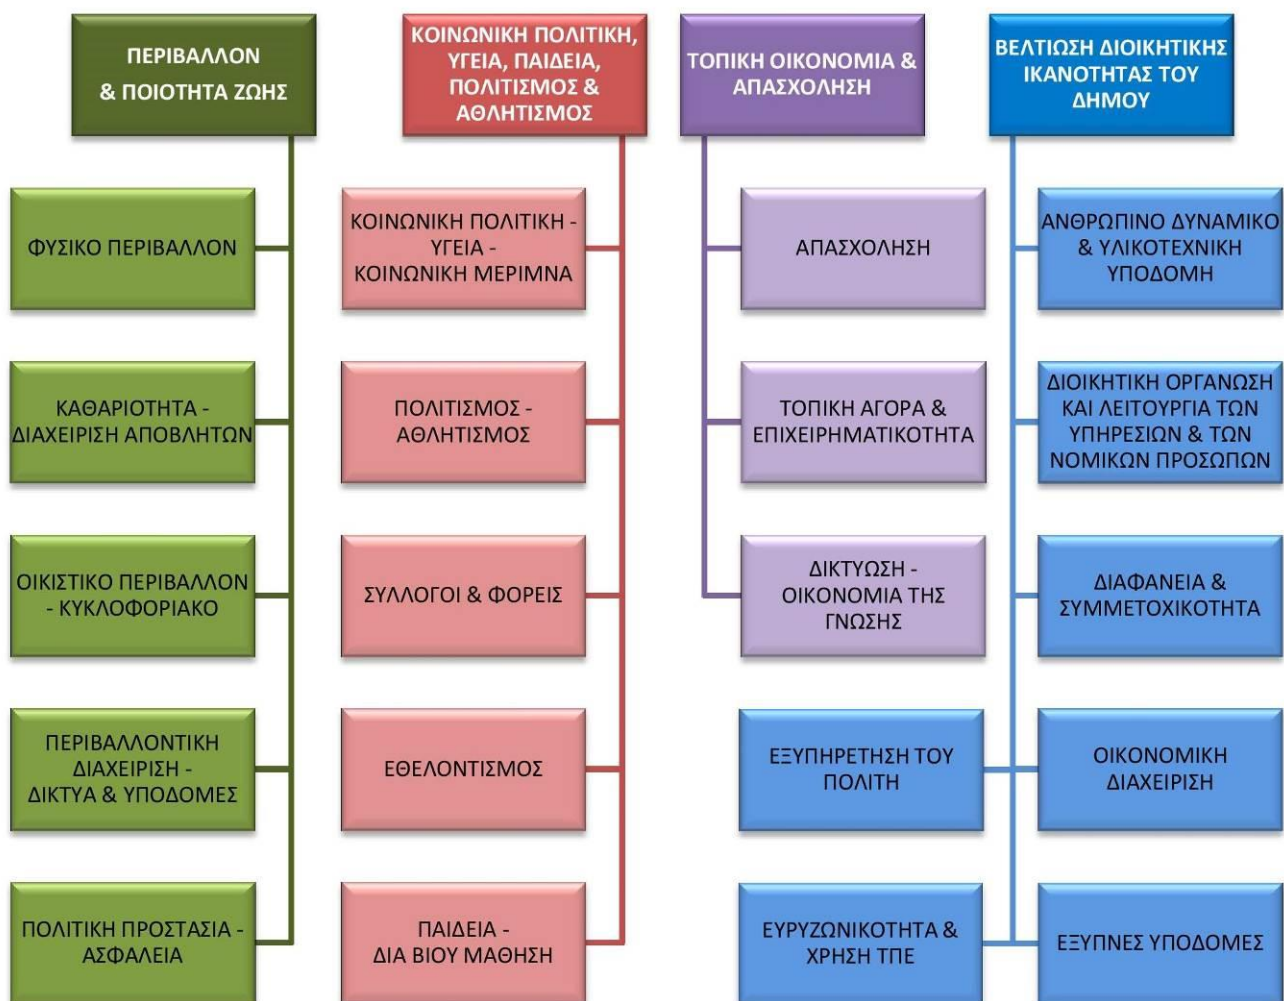 ΠΕΡΙΒΑΛΛΟΝ
& ΠΟΙΟΤΗΤΑ ΖΩΗΣ
ΦΥΣΙΚΟ ΠΕΡΙΒΑΛΛΟΝ
ΚΑΘΑΡΙΟΤΗΤΑ -
ΔΙΑΧΕΙΡΙΣΗ ΑΠΟΒΛΗΤΩΝ
ΟΙΚΙΣΤΙΚΟ ΠΕΡΙΒΑΛΛΟΝ
- ΚΥΚΛΟΦΟΡΙΑΚΟ
ΠΕΡΙΒΑΛΛΟΝΤΙΚΗ
ΔΙΑΧΕΙΡΙΣΗ -
ΔΙΚΤΥΑ & ΥΠΟΔΟΜΕΣ
ΠΟΛΙΤΙΚΗ ΠΡΟΣΤΑΣΙΑ -
ΑΣΦΑΛΕΙΑ
ΚΟΙΝΩΝΙΚΗ ΠΟΛΙΤΙΚΗ,
ΥΓΕΙΑ, ΠΑΙΔΕΙΑ,
ΠΟΛΙΤΙΣΜΟΣ &
ΑΘΛΗΤΙΣΜΟΣ
ΚΟΙΝΩΝΙΚΗ ΠΟΛΙΤΙΚΗ -
ΥΓΕΙΑ -
ΚΟΙΝΩΝΙΚΗ ΜΕΡΙΜΝΑ
ΠΟΛΙΤΙΣΜΟΣ -
ΑΘΛΗΤΙΣΜΟΣ
ΣΥΛΛΟΓΟΙ & ΦΟΡΕΙΣ
ΕΘΕΛΟΝΤΙΣΜΟΣ
ΠΑΙΔΕΙΑ -
ΔΙΑ ΒΙΟΥ ΜΑΘΗΣΗ
ΤΟΠΙΚΗ ΟΙΚΟΝΟΜΙΑ &
ΑΠΑΣΧΟΛΗΣΗ
ΑΠΑΣΧΟΛΗΣΗ
ΤΟΠΙΚΗ ΑΓΟΡΑ &
ΕΠΙΧΕΙΡΗΜΑΤΙΚΟΤΗΤΑ
ΔΙΚΤΥΩΣΗ -
ΟΙΚΟΝΟΜΙΑ ΤΗΣ
ΓΝΩΣΗΣ
ΒΕΛΤΙΩΣΗ ΔΙΟΙΚΗΤΙΚΗΣ
ΙΚΑΝΟΤΗΤΑΣ ΤΟΥ
ΔΗΜΟΥ
ΑΝΘΡΩΠΙΝΟ ΔΥΝΑΜΙΚΟ
& ΥΛΙΚΟΤΕΧΝΙΚΗ
ΥΠΟΔΟΜΗ
ΔΙΟΙΚΗΤΙΚΗ ΟΡΓΑΝΩΣΗ
ΚΑΙ ΛΕΙΤΟΥΡΓΙΑ ΤΩΝ
ΥΠΗΡΕΣΙΩΝ & ΤΩΝ
ΝΟΜΙΚΩΝ ΠΡΟΣΩΠΩΝ
ΔΙΑΦΑΝΕΙΑ &
ΣΥΜΜΕΤΟΧΙΚΟΤΗΤΑ
ΕΞΥΠΗΡΕΤΗΣΗ ΤΟΥ
ΠΟΛΙΤΗ
ΟΙΚΟΝΟΜΙΚΗ
ΔΙΑΧΕΙΡΙΣΗ
ΕΥΡΥΖΩΝΙΚΟΤΗΤΑ &
ΧΡΗΣΗ ΤΠΕ
ΕΞΥΠΝΕΣ ΥΠΟΔΟΜΕΣ